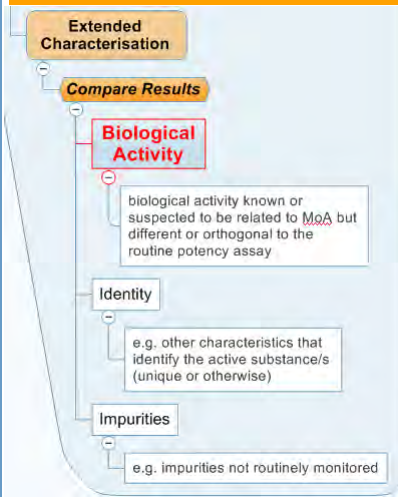 Extended
Characterisation
Compare Results
Biological
Activity
biological activity known or
suspected to be related to MoA but
different or orthogonal to the
routine potency assay
Identity
e.g. other characteristics that
identify the active substance/s
(unique or otherwise)
Impurities
e.g. impurities not routinely monitored